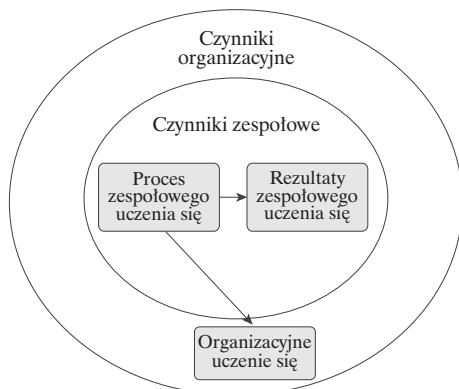 Czynniki
organizacyjne
Czynniki zespołowe
Proces
zespołowego
uczenia się
Rezultaty
zespołowego
uczenia się
Organizacyjne
uczenie się